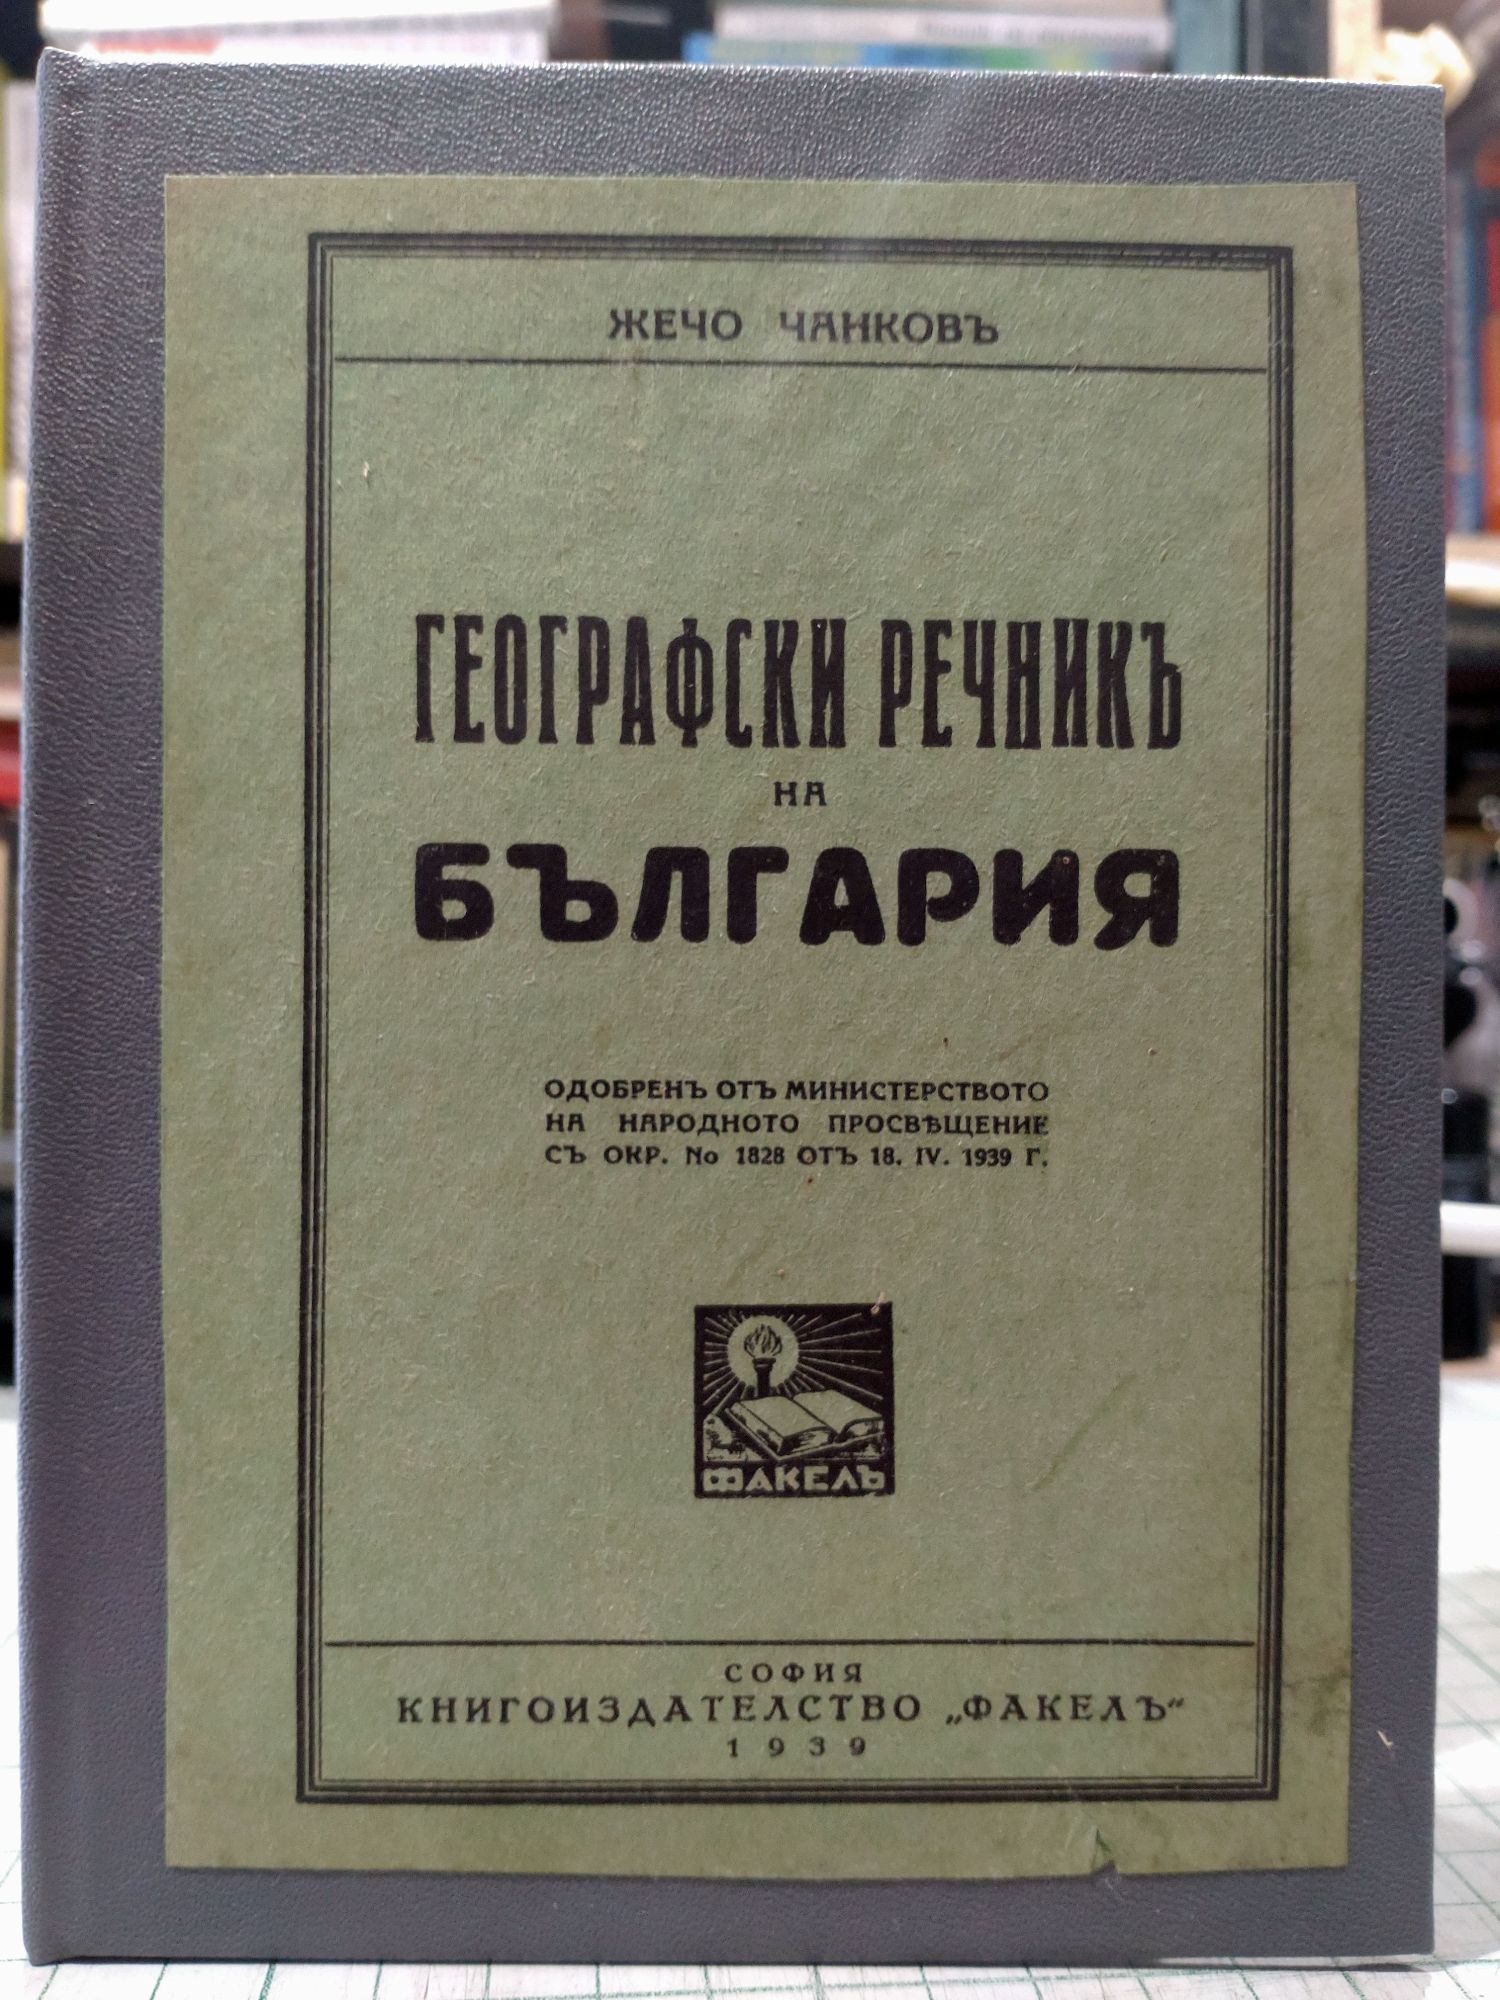 ЖЕЧО ЧАНКОВЪ
ГЕОГРАФСКИ РЕЧНИКЪ
НА
БЪЛГАРИЯ
ОДОБРЕНЪ ОТЪ МИНИСТЕРСТВОТО
НА НАРОДНОТО ПРОСВѢЩЕНИЕ
СЪ ОКР. No 1828 ОТЪ 18. IV. 1939 Г.
ФАКЕЛЪ
СОФИЯ
КНИГОИЗДАТЕЛСТВО „ФАКЕЛЪ“
1939